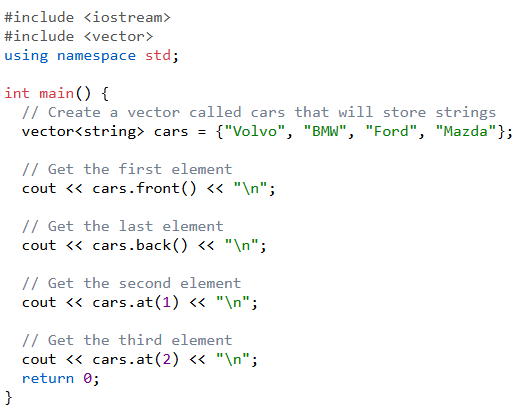 #include <iostream>
#include <vector>
using namespace std;

int main() {
  // Create a vector called cars that will store strings
  vector<string> cars = {"Volvo", "BMW", "Ford", "Mazda"};

  // Get the first element
  cout << cars.front() << "\n";

  // Get the last element
  cout << cars.back() << "\n";

  // Get the second element
  cout << cars.at(1) << "\n";

  // Get the third element
  cout << cars.at(2) << "\n";
  return 0;
}